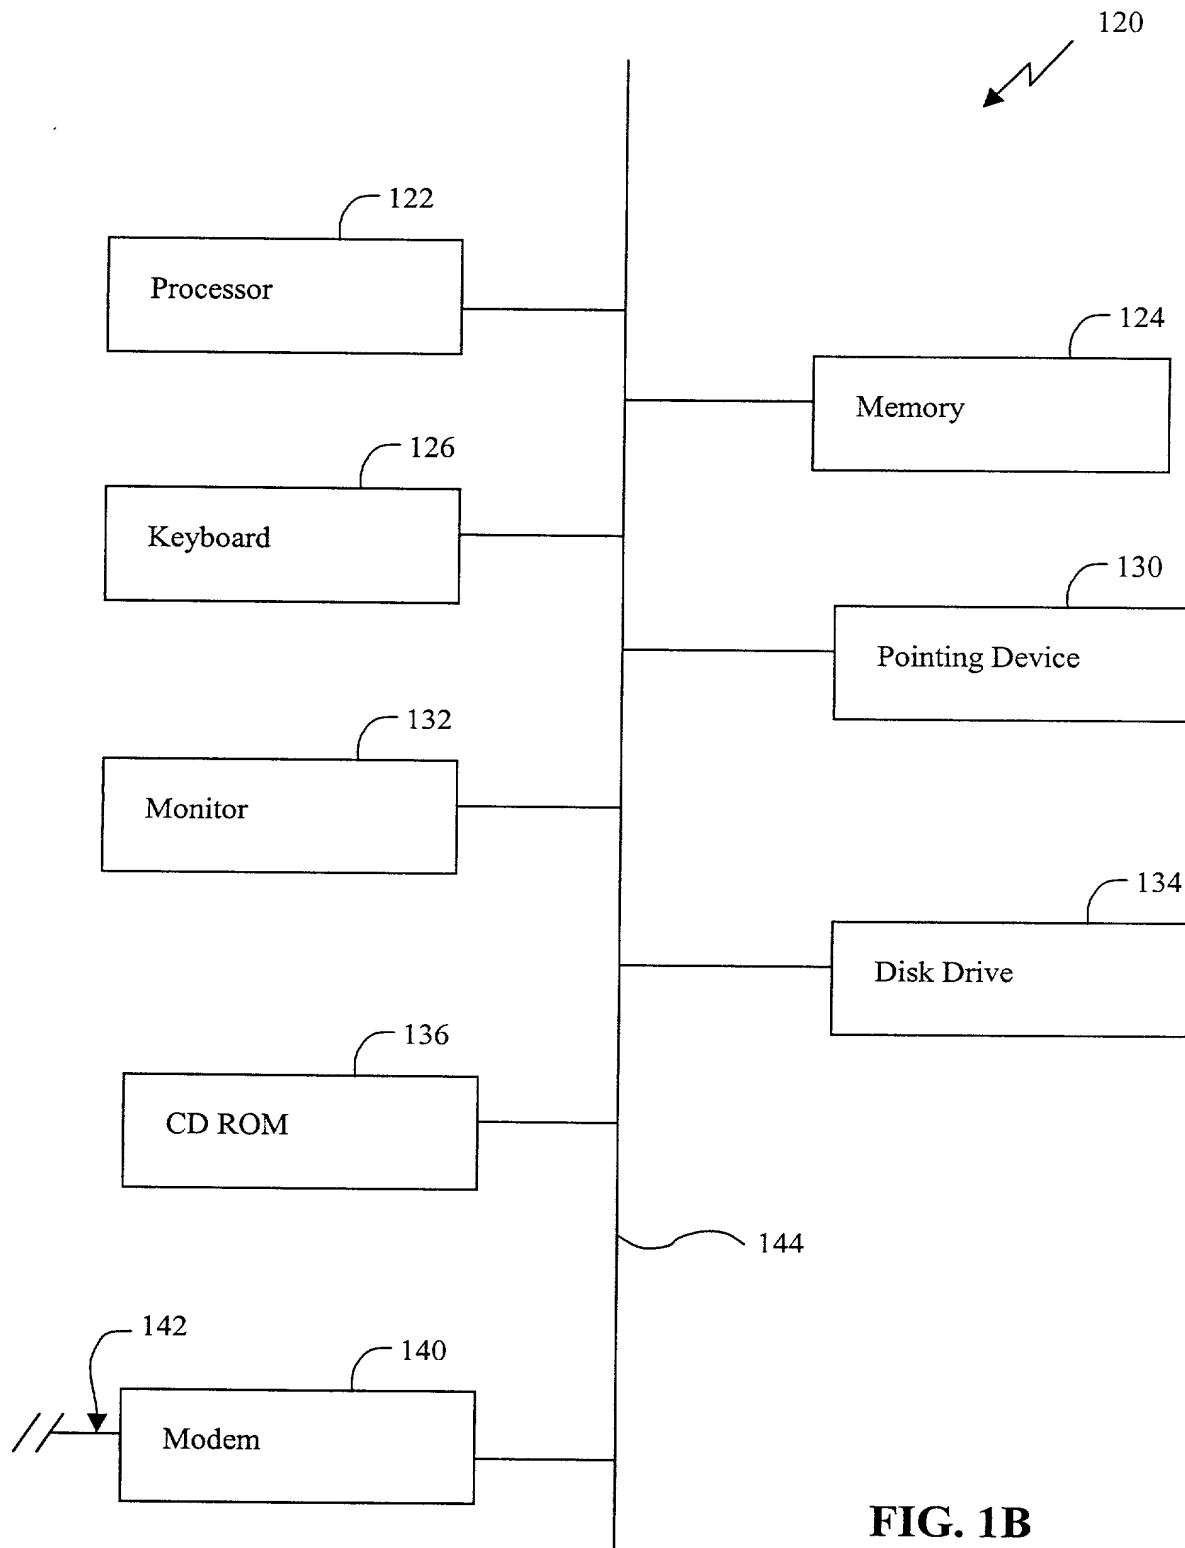 120
122
Processor
124
Memory
126
Keyboard
130
Pointing Device
132
Monitor
134
Disk Drive
136
CD ROM
144
142
140
Modem
FIG. 1B